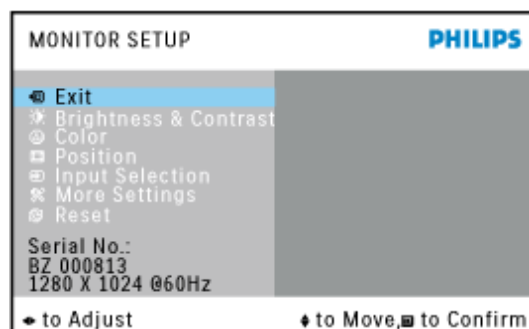 MONITOR SETUP
PHILIPS
Exit
Brightness & Contrast
Color
Position
Input Selection
More Settings
Reset
Serial No.:
BZ 000813
1280 X 1024 @60Hz
to Adjust
to Move, to Confirm